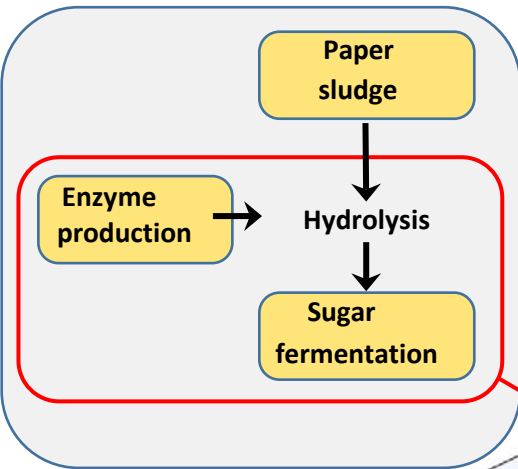 Paper
sludge
Enzyme
production
Hydrolysis
Sugar
fermentation